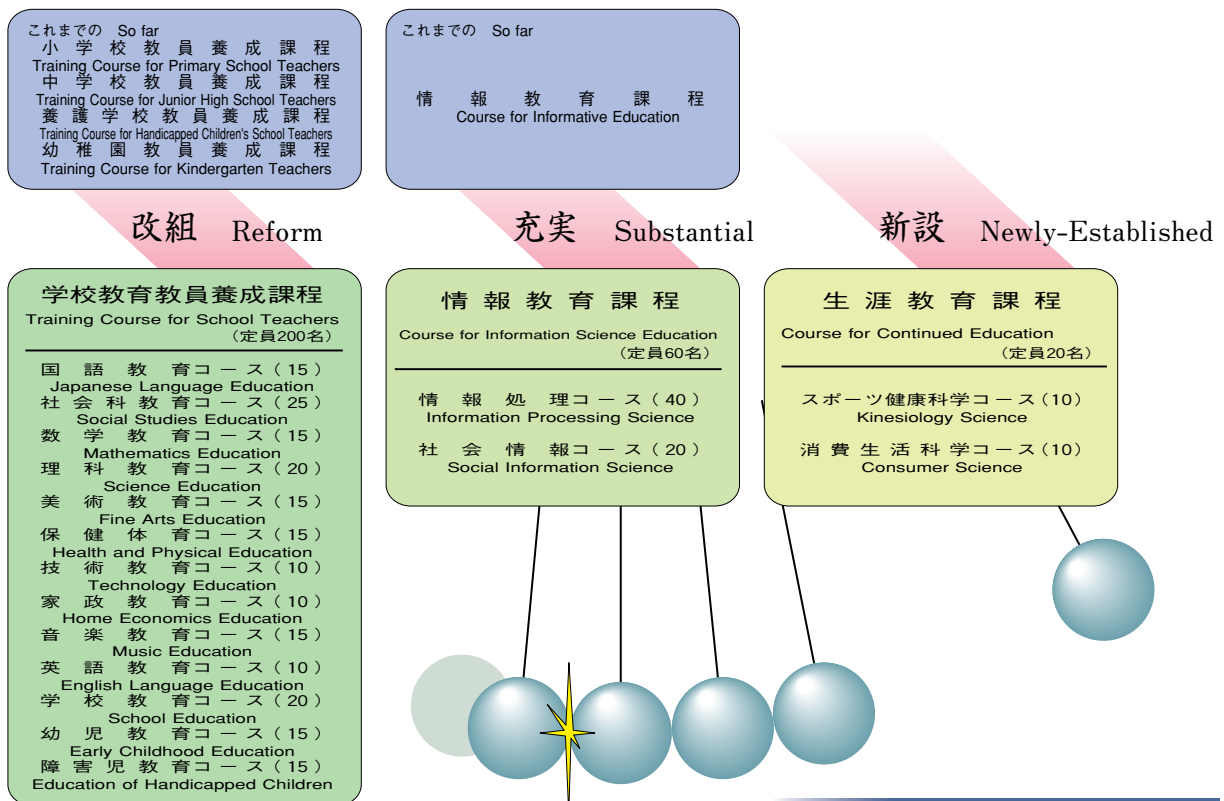 これまでの So far
小学校教員養成課程
Training Course for Primary School Teachers
中学校教員養成課程
Training Course for Junior High School Teachers
養護学校教員養成課程
Training Course for Handicapped Children's School Teachers
幼稚園教員養成課程
Training Course for Kindergarten Teachers
これまでの So far
情報教育課程
Course for Informative Education
改組 Reform
充実 Substantial
新設 Newly-Established
学校教育教員養成課程
Training Course for School Teachers
(定員200名)
国語教育コース(15)
Japanese Language Education
社会科教育コース(25)
Social Studies Education
数学教育コース(15)
Mathematics Education
理科教育コース(20)
Science Education
美術教育コース(15)
Fine Arts Education
保健体育コース(15)
Health and Physical Education
技術教育コース(10)
Technology Education
家政教育コース(10)
Home Economics Education
音楽教育コース(15)
Music Education
英語教育コース(10)
English Language Education
学校教育コース(20)
School Education
幼児教育コース(15)
Early Childhood Education
障害児教育コース(15)
Education of Handicapped Children
情報教育課程
Course for Information Science Education
(定員60名)
情報処理コース(40)
Information Processing Science
社会情報コース(20)
Social Information Science
生涯教育課程
Course for Continued Education
(定員20名)
スポーツ健康科学コース(10)
Kinesiology Science
消費生活科学コース(10)
Consumer Science